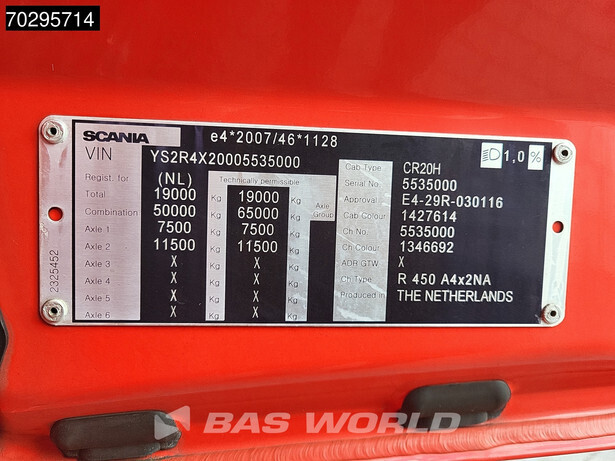 70295714
SCANIA e4*2007/46*1128
VIN YS2R4X20005535000 1,0 %
Regist. for (NL) Technically permissible Cab Type CR20H
Total 19000 Kg 19000 Kg Axle Group Serial No. 5535000
Combination 50000 Kg 65000 Kg Approval E4-29R-030116
Axle 1 7500 Kg 7500 Kg Cab Colour 1427614
Axle 2 11500 Kg 11500 Kg Ch No. 5535000
Axle 3 X Kg X Kg Ch Colour 1346692
Axle 4 X Kg X Kg ADR GTW X
Axle 5 X Kg X Kg Ch Type R 450 A4x2NA
Axle 6 X Kg X Kg Produced in THE NETHERLANDS
2325452
BAS WORLD